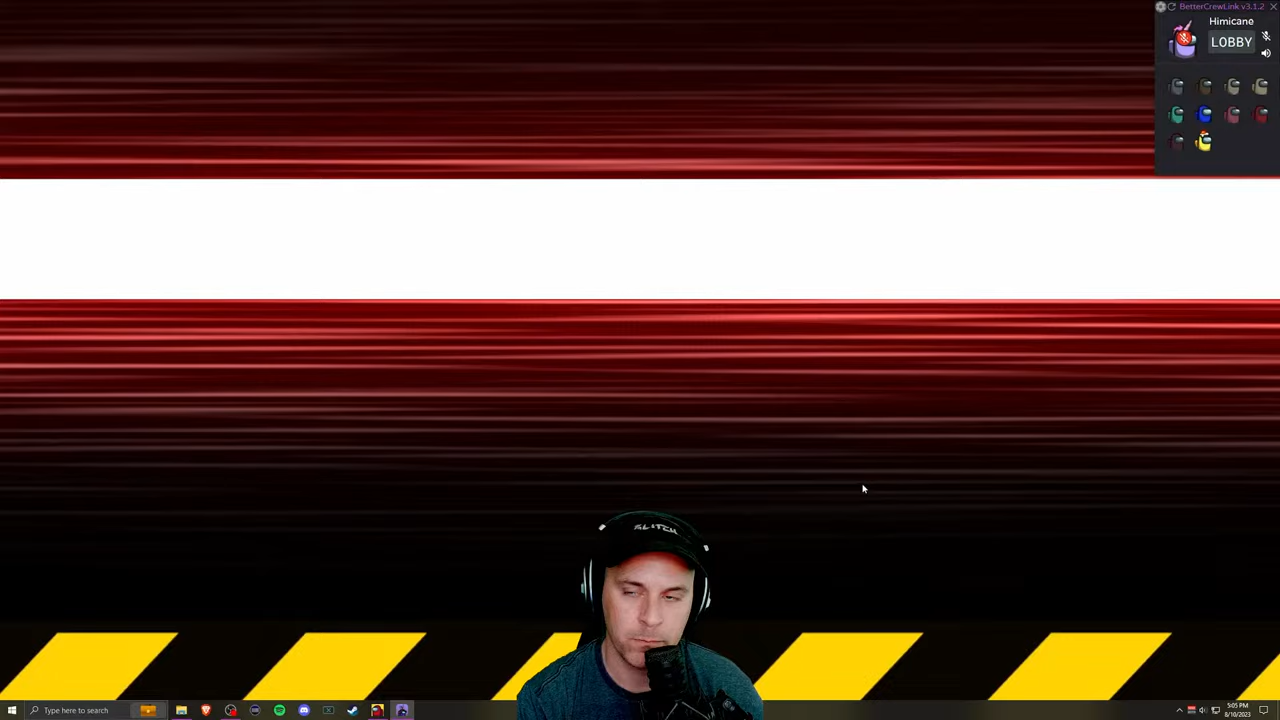 BetterCrewLink v3.1.2
Himicane
LOBBY
Type here to search
5:05 PM
8/10/2023